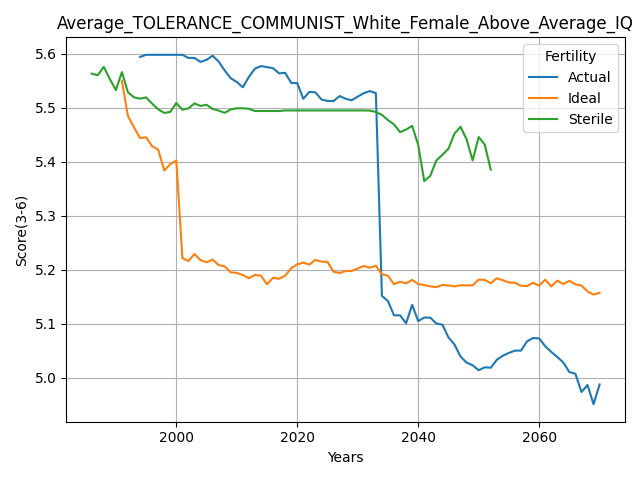 Average_TOLERANCE_COMMUNIST_White_Female_Above_Average_IQ
Fertility
Actual
Ideal
Sterile
Score(3-6)
5.6
5.5
5.4
5.3
5.2
5.1
5.0
2000 2020 2040 2060
Years